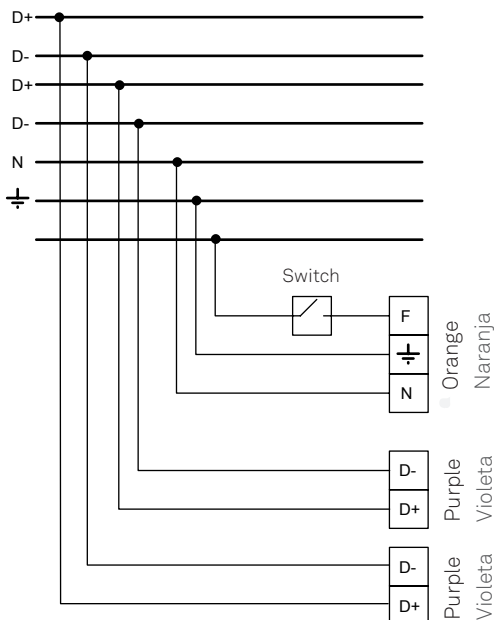 D+
D-
D+
D-
N
Switch
F
N
Orange
Naranja
D-
D+
Purple
Violeta
D-
D+
Purple
Violeta